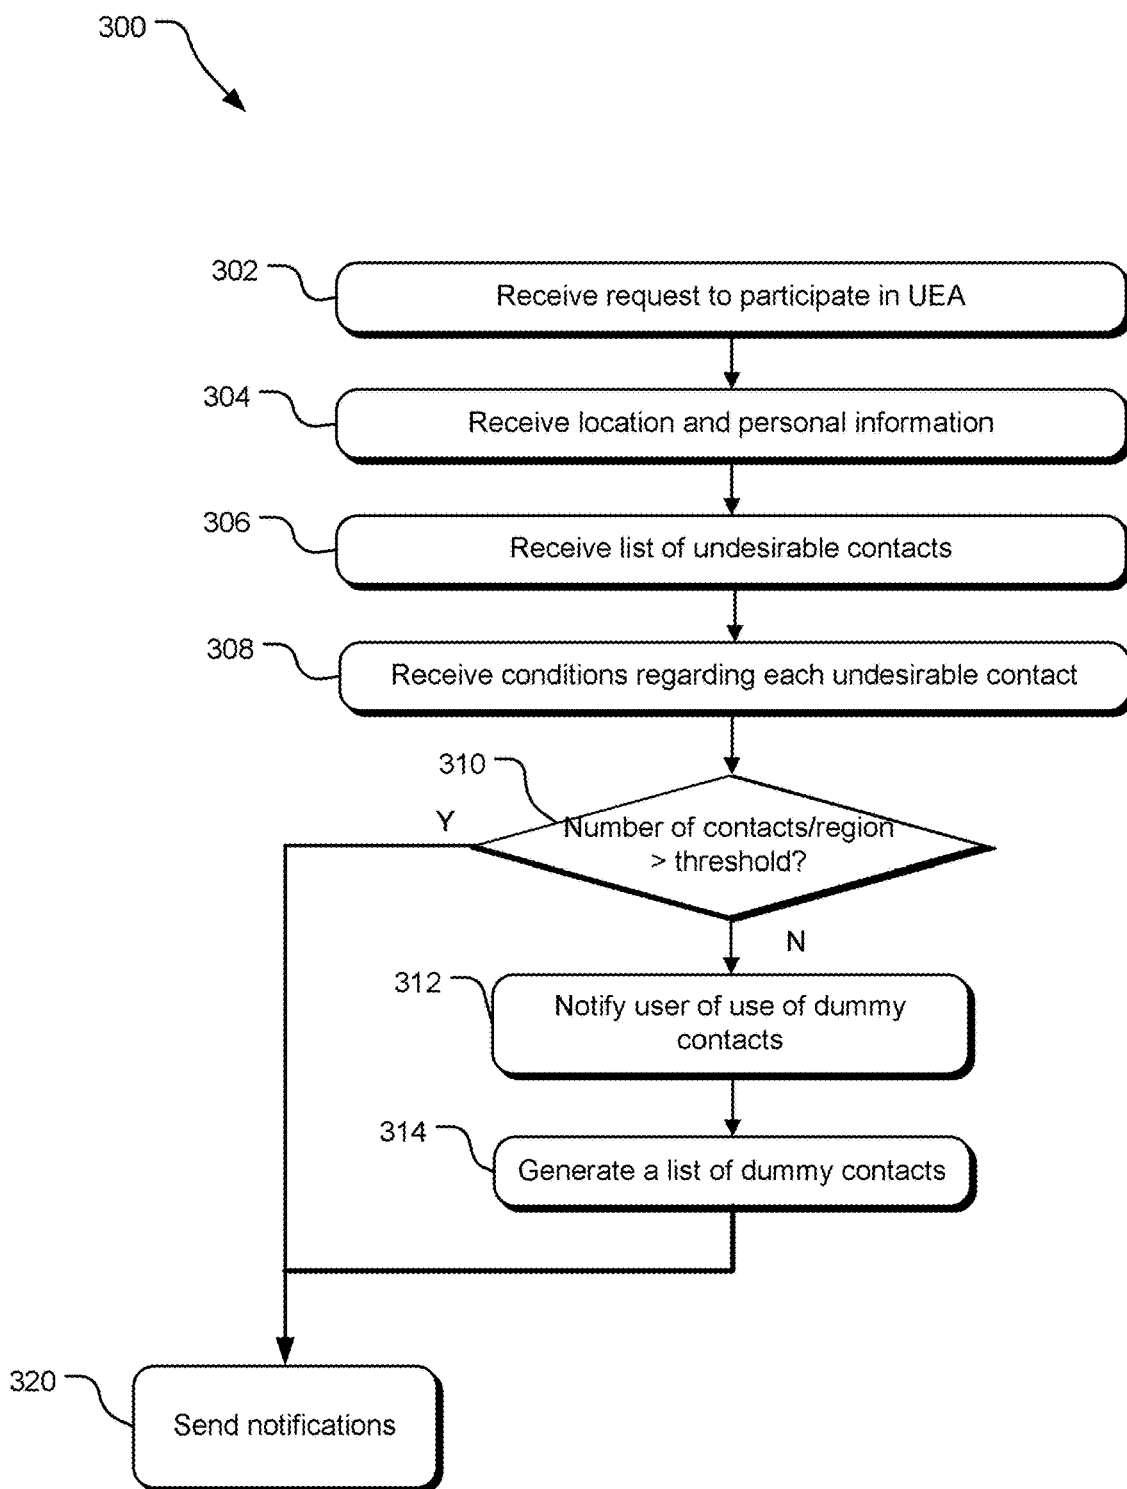 300
302
Receive request to participate in UEA
304
Receive location and personal information
306
Receive list of undesirable contacts
308
Receive conditions regarding each undesirable contact
310
Y
Number of contacts/region
> threshold?
N
312
Notify user of use of dummy
contacts
314
Generate a list of dummy contacts
320
Send notifications